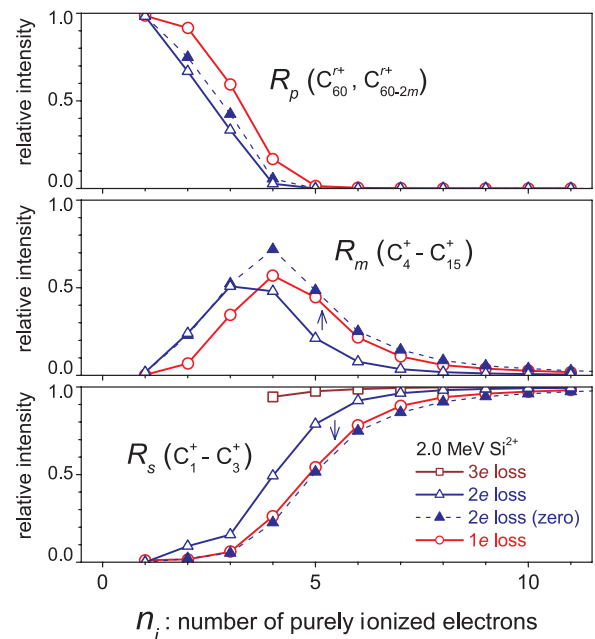 relative intensity
1.0
0.5
0.0
R_p (C_60^r+, C_60-2m^r+)
relative intensity
1.0
0.5
0.0
R_m (C_4^+ - C_15^+)
relative intensity
1.0
0.5
0.0
R_s (C_1^+ - C_3^+)
2.0 MeV Si^2+
3e loss
2e loss
2e loss (zero)
1e loss
0 5 10
n_i : number of purely ionized electrons